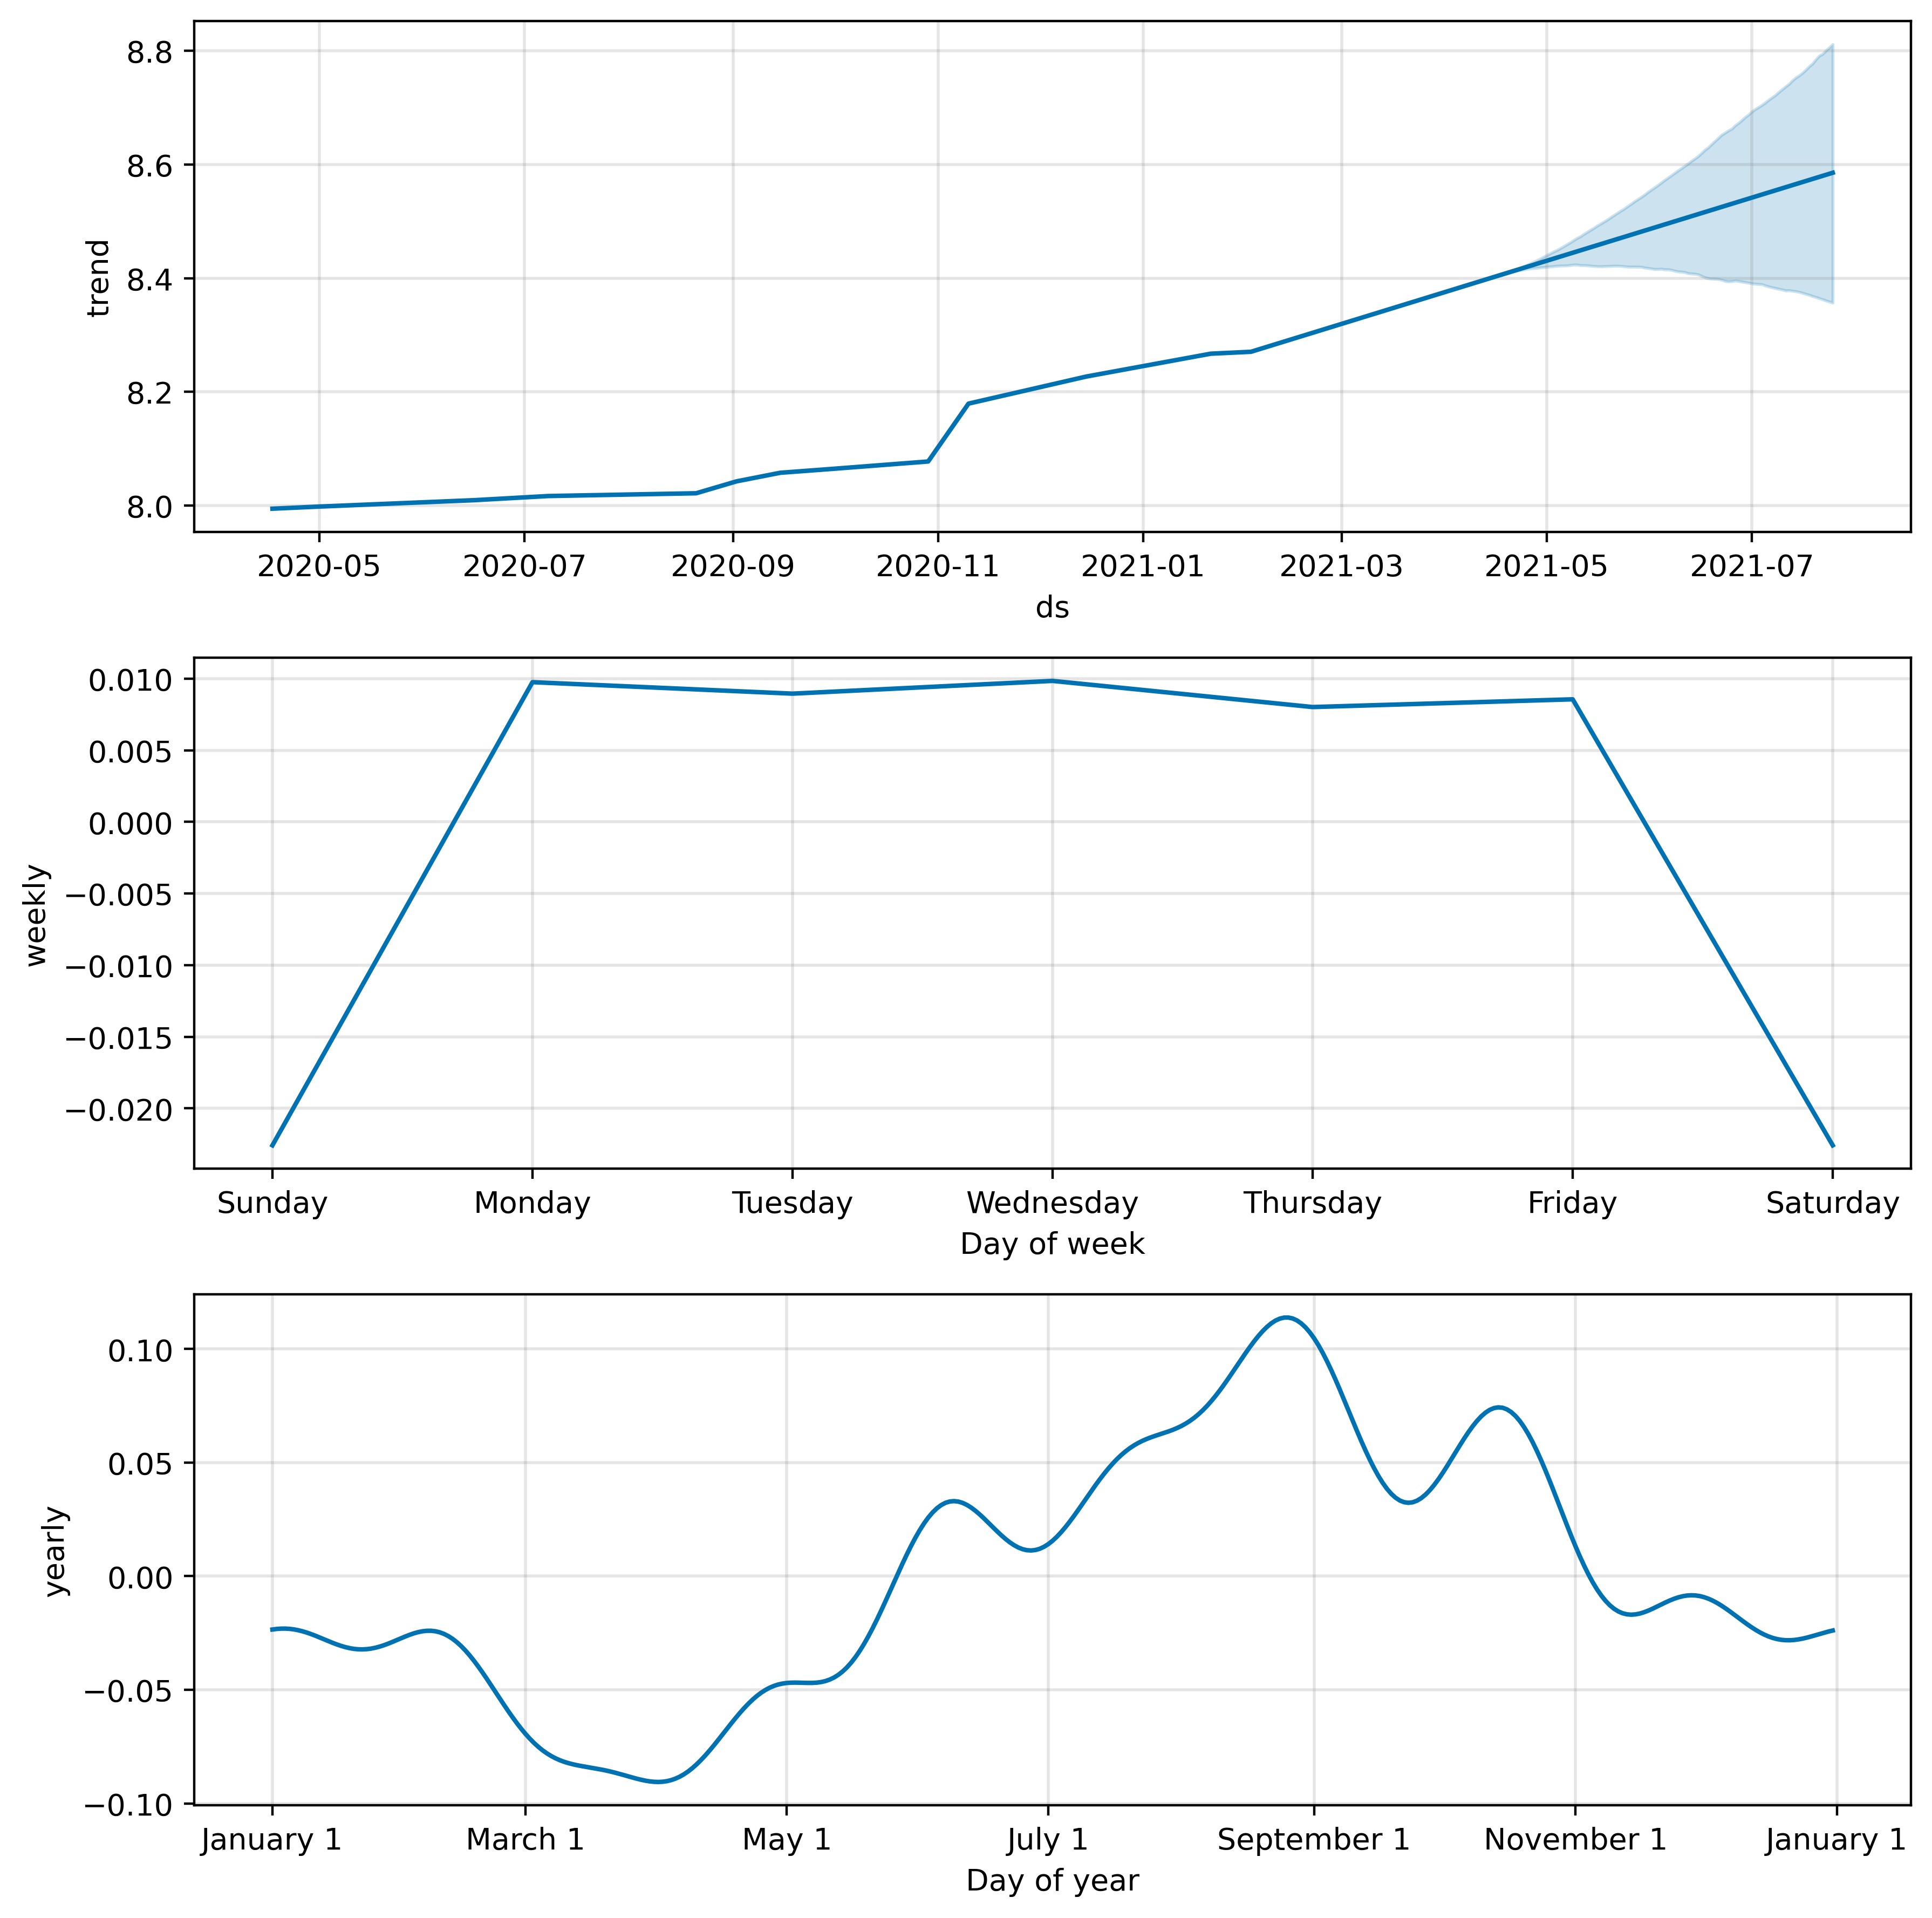 8.8
8.6
8.4
8.2
8.0
trend
2020-05 2020-07 2020-09 2020-11 2021-01 2021-03 2021-05 2021-07
ds
0.010
0.005
0.000
−0.005
−0.010
−0.015
−0.020
weekly
Sunday Monday Tuesday Wednesday Thursday Friday Saturday
Day of week
0.10
0.05
0.00
−0.05
−0.10
yearly
January 1 March 1 May 1 July 1 September 1 November 1 January 1
Day of year